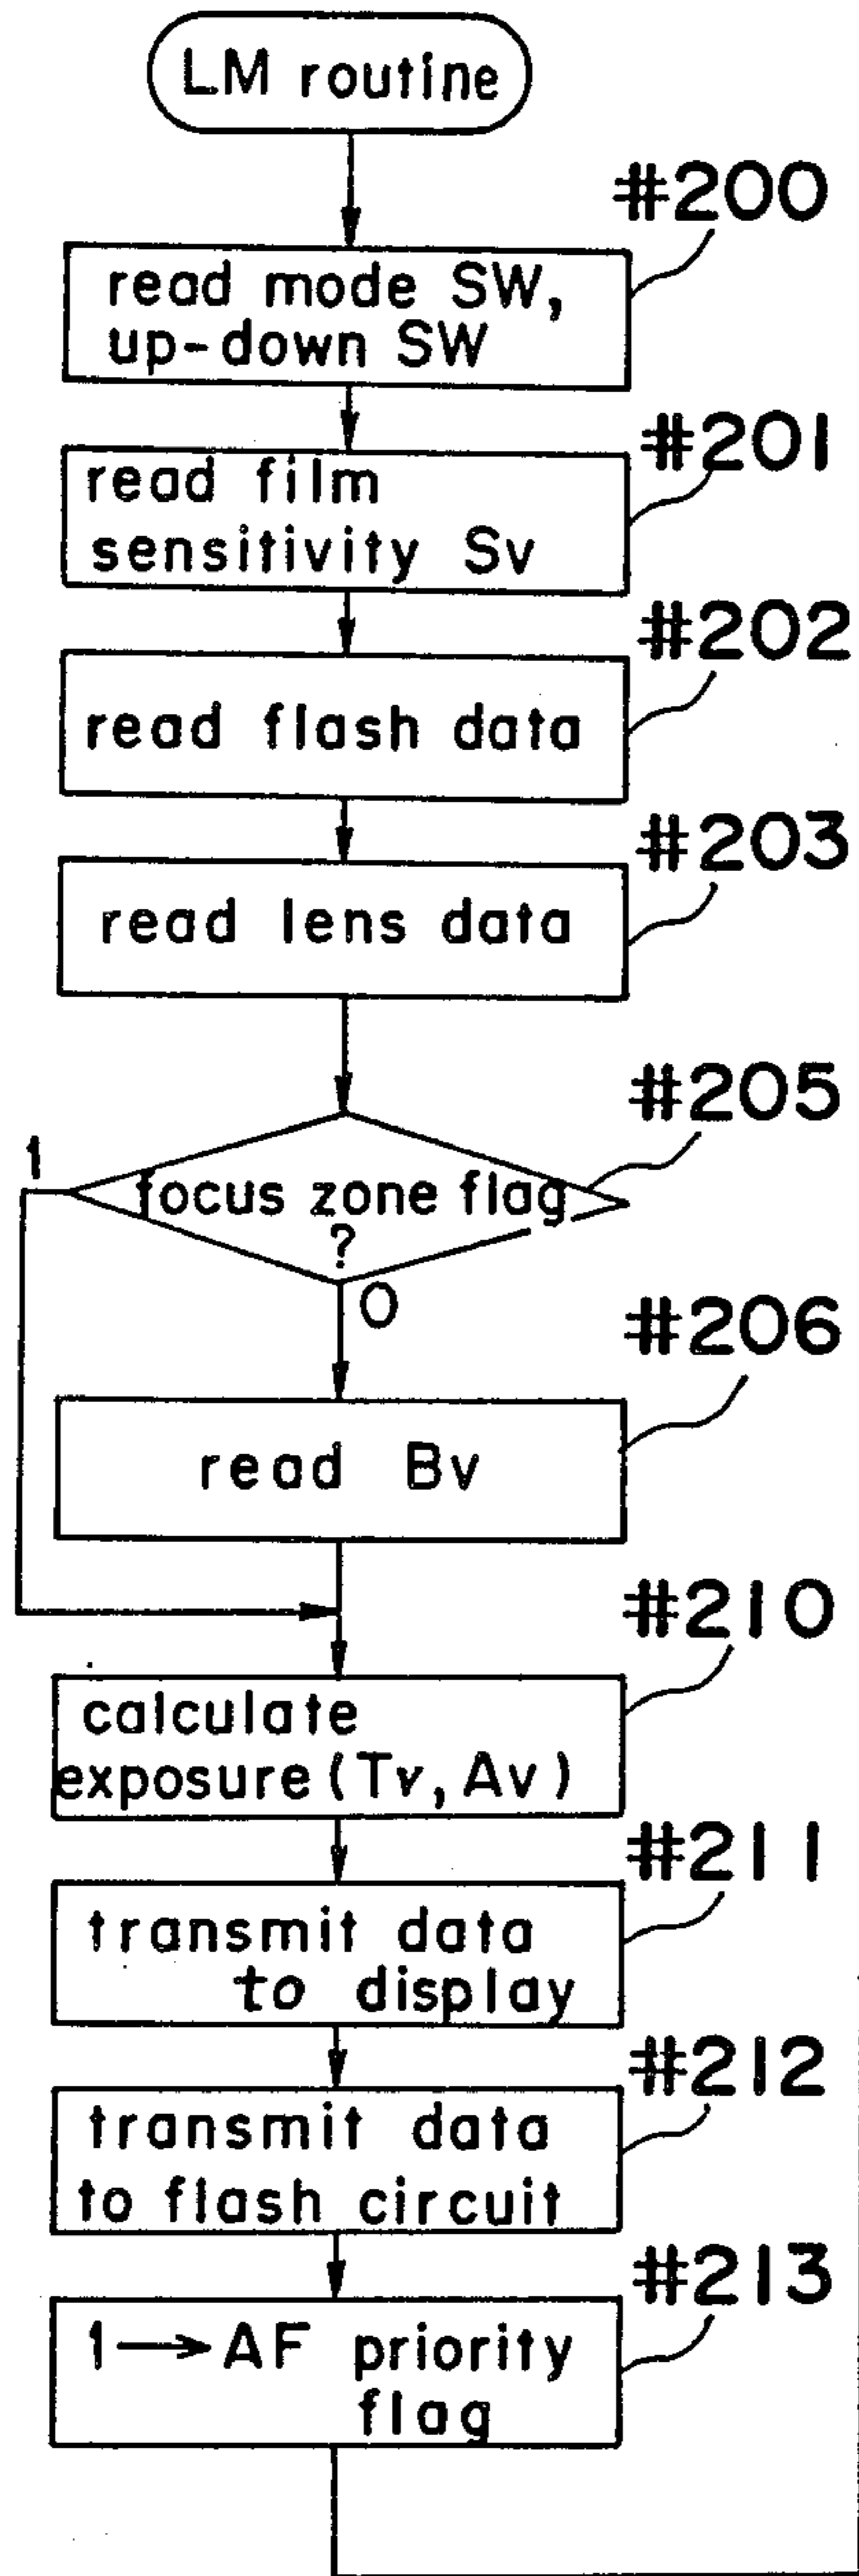 LM routine
#200
read mode SW,
up-down SW
#201
read film
sensitivity Sv
#202
read flash data
#203
read lens data
#205
1
focus zone flag
?
0
#206
read Bv
#210
calculate
exposure (Tv, Av)
#211
transmit data
to display
#212
transmit data
to flash circuit
#213
1→AF priority
flag